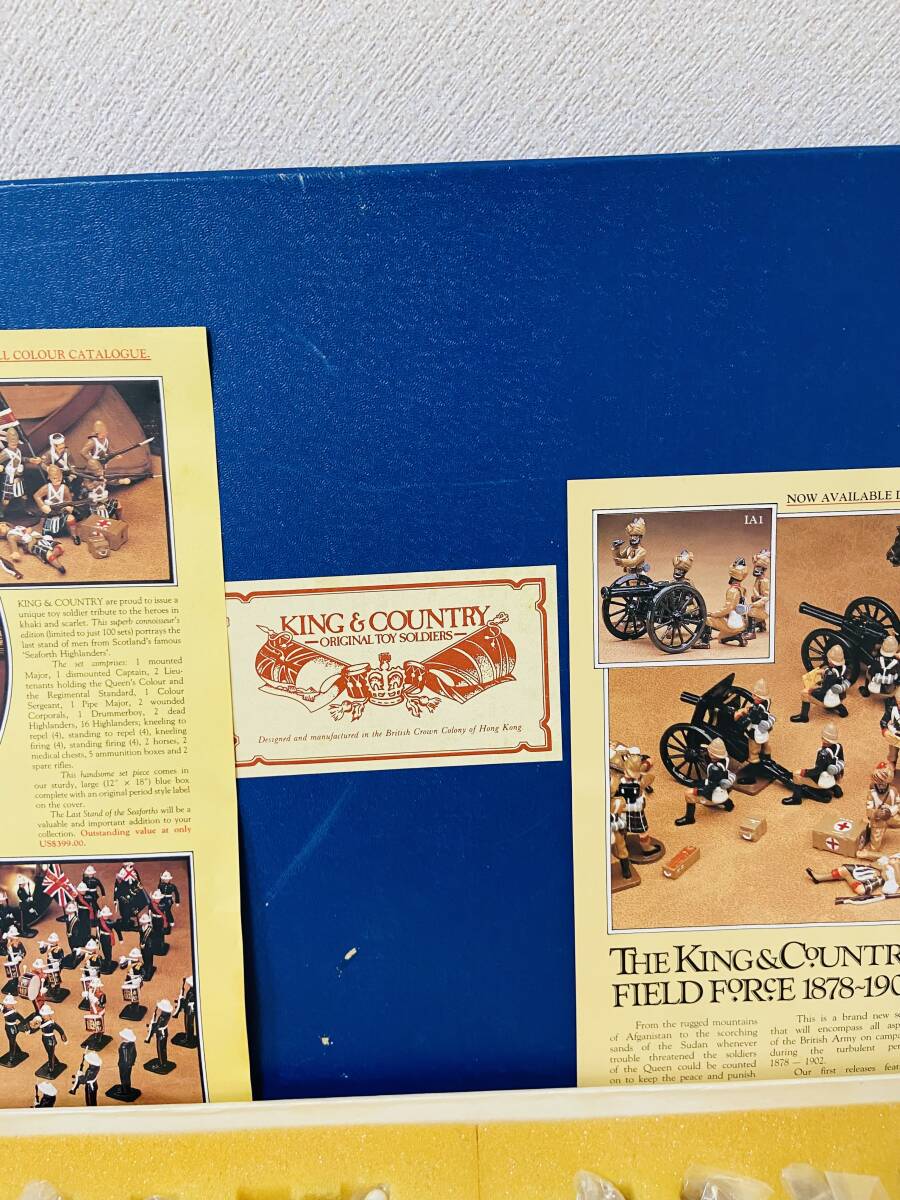 LL COLOUR CATALOGUE.
KING & COUNTRY are proud to issue a
unique toy soldier tribute to the heroes in
khaki and scarlet. This superb connoisseur's
edition (limited to just 100 sets) portrays the
last stand of men from Scotland's famous
'Seaforth Highlanders'.
The set comprises: 1 mounted
Major, 1 dismounted Captain, 2 Lieu-
tenants holding the Queen's Colour and
the Regimental Standard, 1 Colour
Sergeant, 1 Pipe Major, 2 wounded
Corporals, 1 Drummerboy, 2 dead
Highlanders, 16 Highlanders; kneeling to
repel (4), standing to repel (4), kneeling
firing (4), standing firing (4), 2 horses, 2
medical chests, 5 ammunition boxes and 2
spare rifles.
This handsome set piece comes in
our sturdy, large (12" × 18") blue box
complete with an original period style label
on the cover.
The Last Stand of the Seaforths will be a
valuable and important addition to your
collection. Outstanding value at only
US$399.00.
KING & COUNTRY
ORIGINAL TOY SOLDIERS
Designed and manufactured in the British Crown Colony of Hong Kong.
NOW AVAILABLE
IA1
THE KING & COUNTR
FIELD FORCE 1878~190
From the rugged mountains
of Afganistan to the scorching
sands of the Sudan whenever
trouble threatened the soldiers
of the Queen could be counted
on to keep the peace and punish
This is a brand new se
that will encompass all asp
of the British Army on campa
during the turbulent per
1878 — 1902.
Our first releases feat